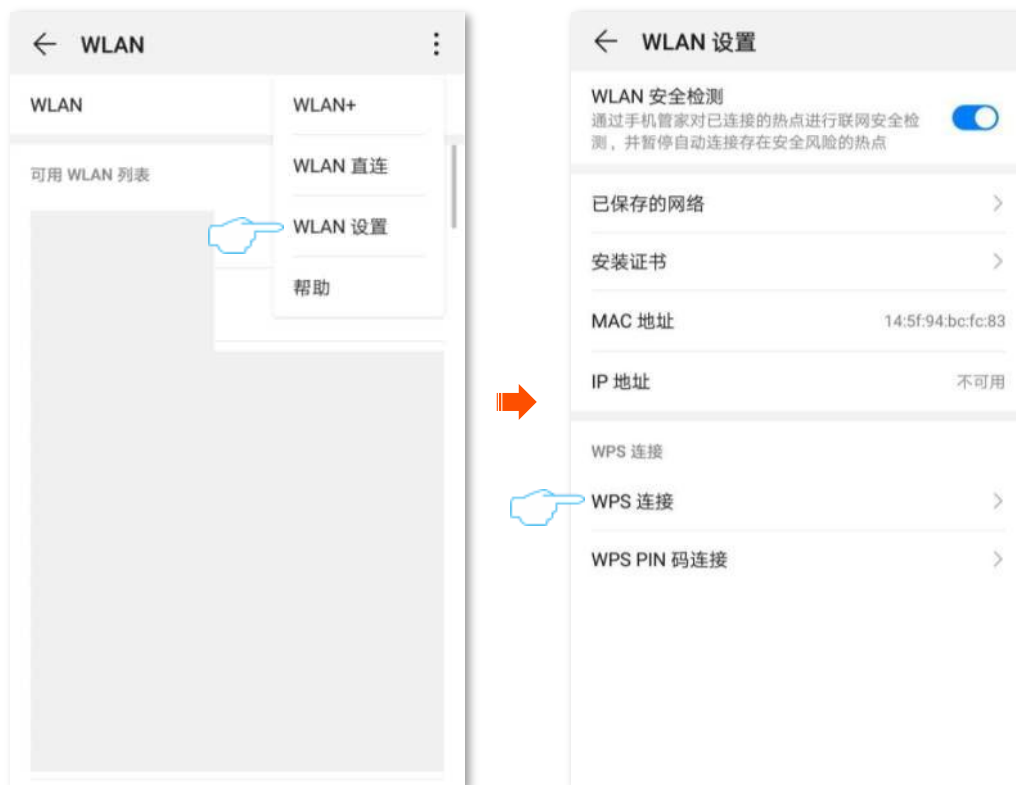 WLAN
WLAN
可用 WLAN 列表
WLAN+
WLAN 直连
WLAN 设置
帮助
WLAN 设置
WLAN 安全检测
通过手机管家对已连接的热点进行联网安全检
测，并暂停自动连接存在安全风险的热点
已保存的网络
安装证书
MAC 地址 14:5f:94:bc:fc:83
IP 地址 不可用
WPS 连接
WPS 连接
WPS PIN 码连接